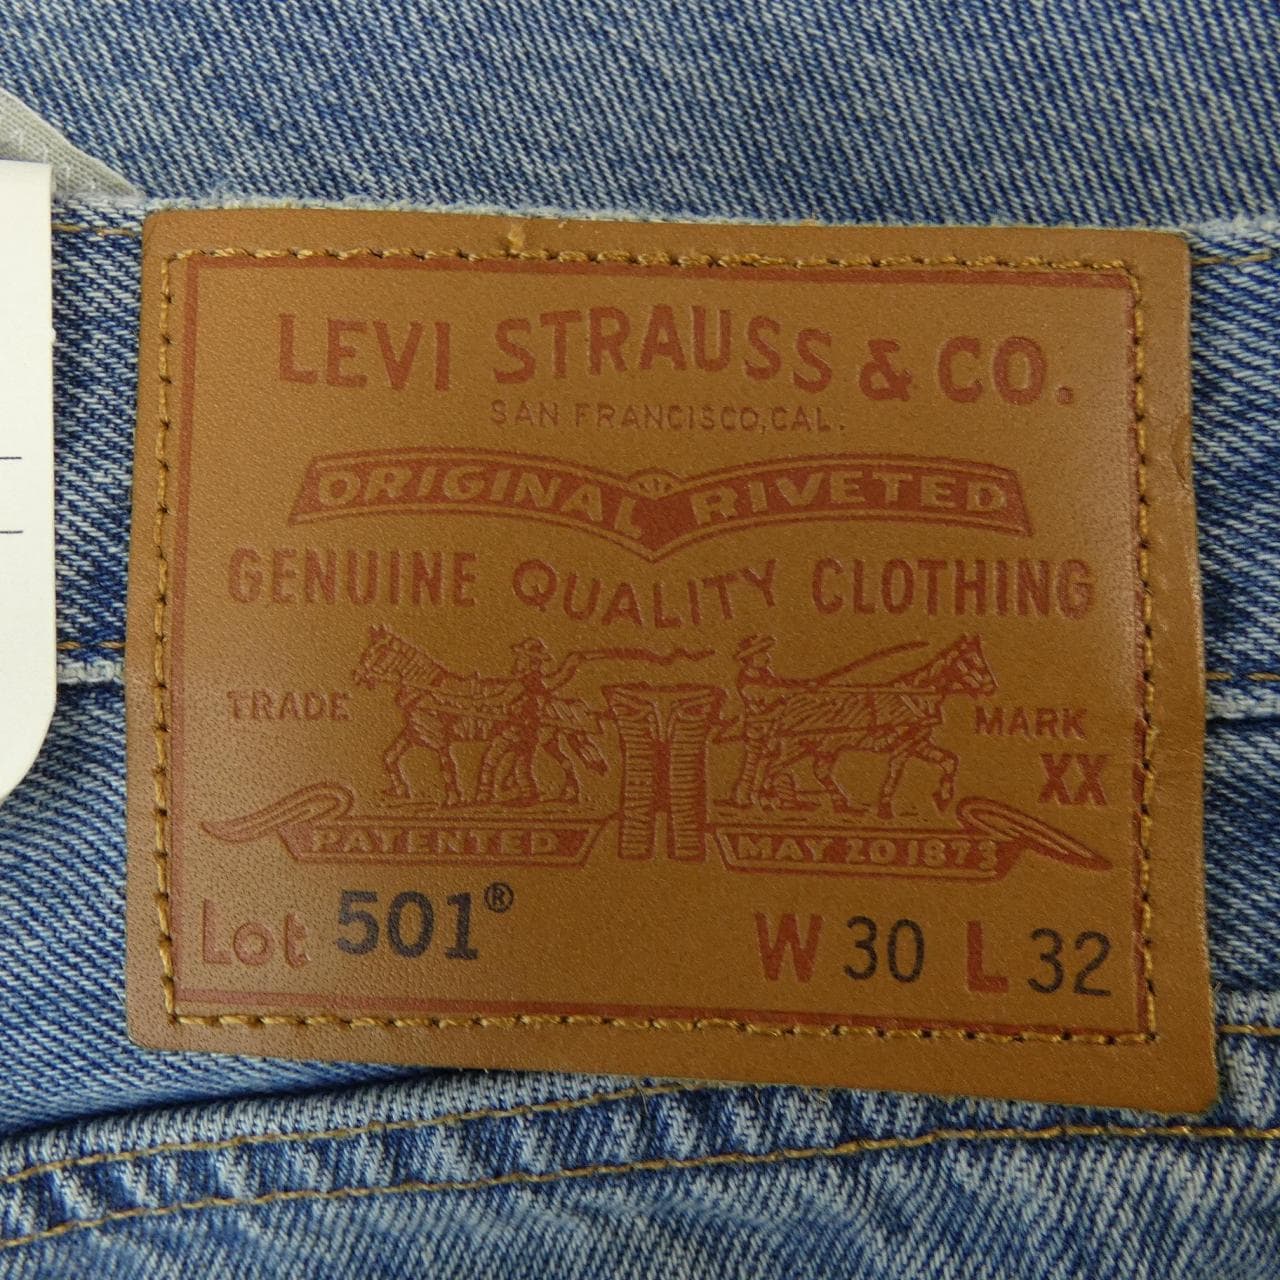 LEVI STRAUSS & CO.
SAN FRANCISCO, CAL.
ORIGINAL RIVETED
GENUINE QUALITY CLOTHING
TRADE MARK
XX
PATENTED MAY 20 1873
Lot 501® W 30 L 32